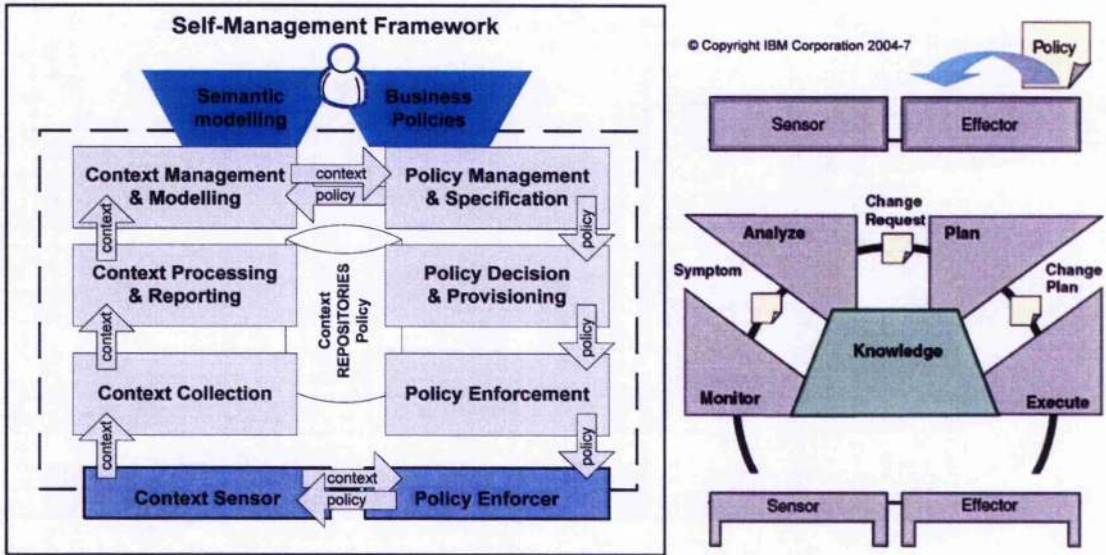 Self-Management Framework
Semantic
modelling
Business
Policies
Context Management
& Modelling
context
policy
Policy Management
& Specification
context
policy
Context Processing
& Reporting
Policy Decision
& Provisioning
Context
REPOSITORIES
Policy
context
policy
Context Collection
Policy Enforcement
context
policy
Context Sensor
context
policy
Policy Enforcer
© Copyright IBM Corporation 2004-7
Policy
Sensor
Effector
Change
Request
Analyze
Plan
Symptom
Change
Plan
Knowledge
Monitor
Execute
Sensor
Effector